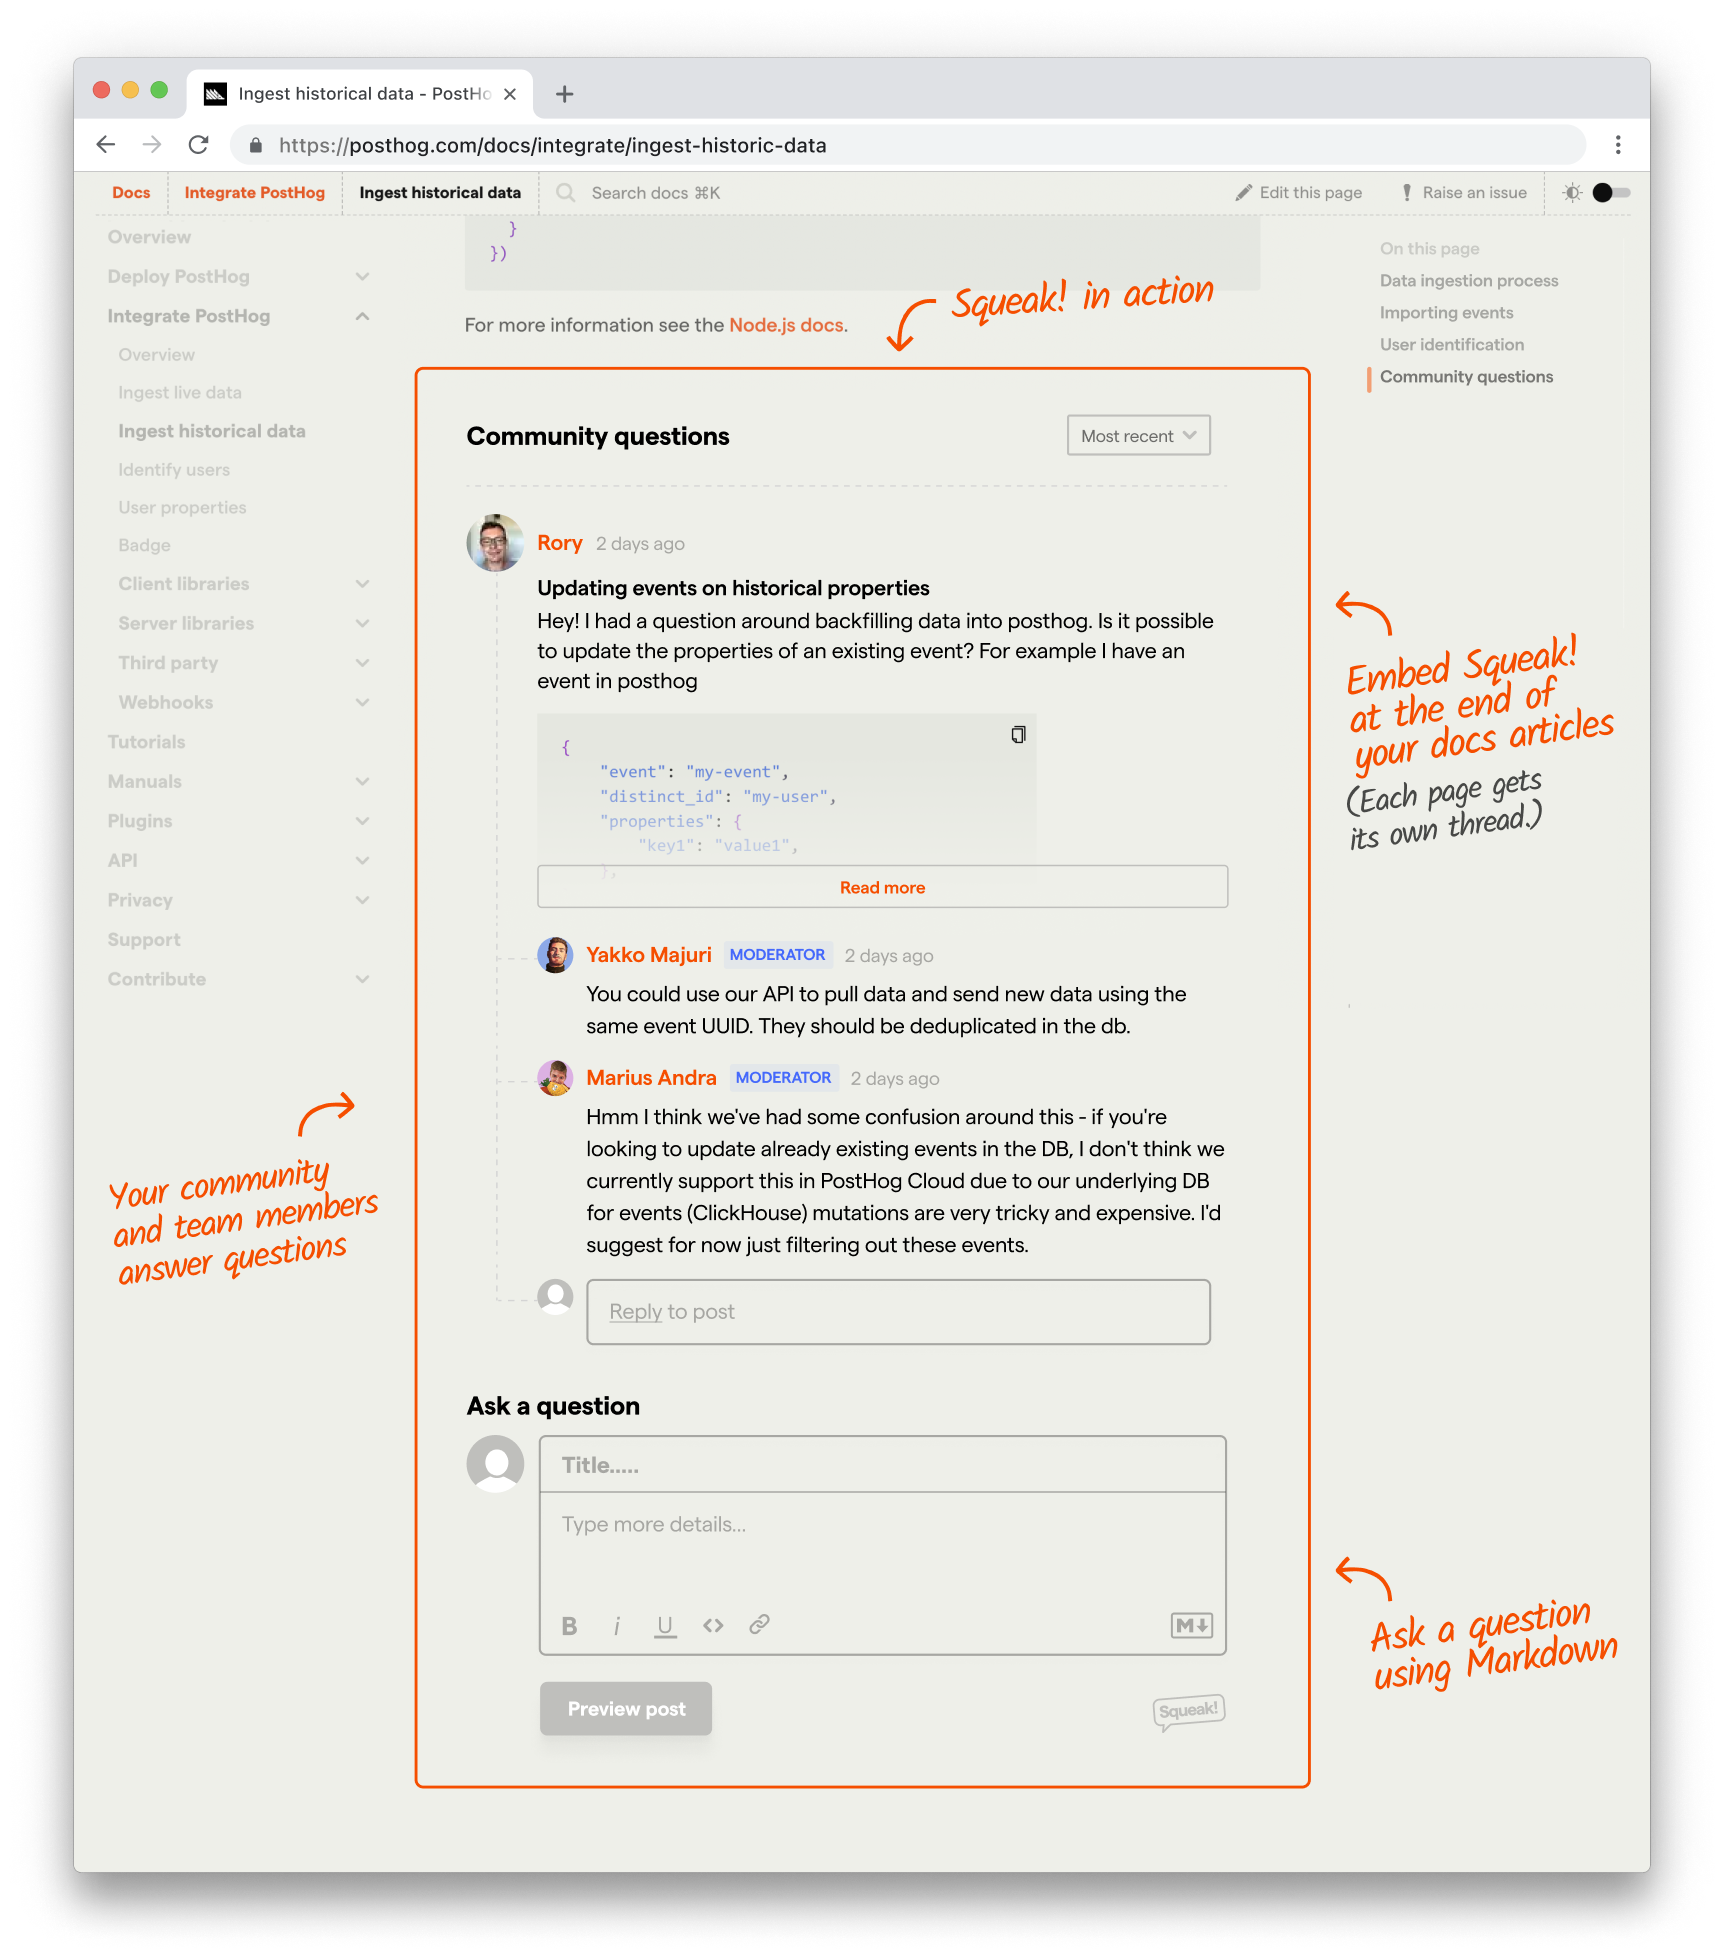 Ingest historical data - PostHo
https://posthog.com/docs/integrate/ingest-historic-data
Docs
Integrate PostHog
Ingest historical data
Search docs ⌘K
Edit this page
Raise an issue
Overview
Deploy PostHog
Integrate PostHog
Overview
Ingest live data
Ingest historical data
Identify users
User properties
Badge
Client libraries
Server libraries
Third party
Webhooks
Tutorials
Manuals
Plugins
API
Privacy
Support
Contribute
}
})
For more information see the Node.js docs.
Squeak! in action
On this page
Data ingestion process
Importing events
User identification
Community questions
Community questions
Most recent
Rory 2 days ago
Updating events on historical properties
Hey! I had a question around backfilling data into posthog. Is it possible
to update the properties of an existing event? For example I have an
event in posthog
{
"event": "my-event",
"distinct_id": "my-user",
"properties": {
"key1": "value1",
},
Read more
Yakko Majuri MODERATOR 2 days ago
You could use our API to pull data and send new data using the
same event UUID. They should be deduplicated in the db.
Marius Andra MODERATOR 2 days ago
Hmm I think we've had some confusion around this - if you're
looking to update already existing events in the DB, I don't think we
currently support this in PostHog Cloud due to our underlying DB
for events (ClickHouse) mutations are very tricky and expensive. I'd
suggest for now just filtering out these events.
Reply to post
Ask a question
Title.....
Type more details...
B i U <> M↓
Preview post
Squeak!
Embed Squeak!
at the end of
your docs articles
(Each page gets
its own thread.)
Your community
and team members
answer questions
Ask a question
using Markdown